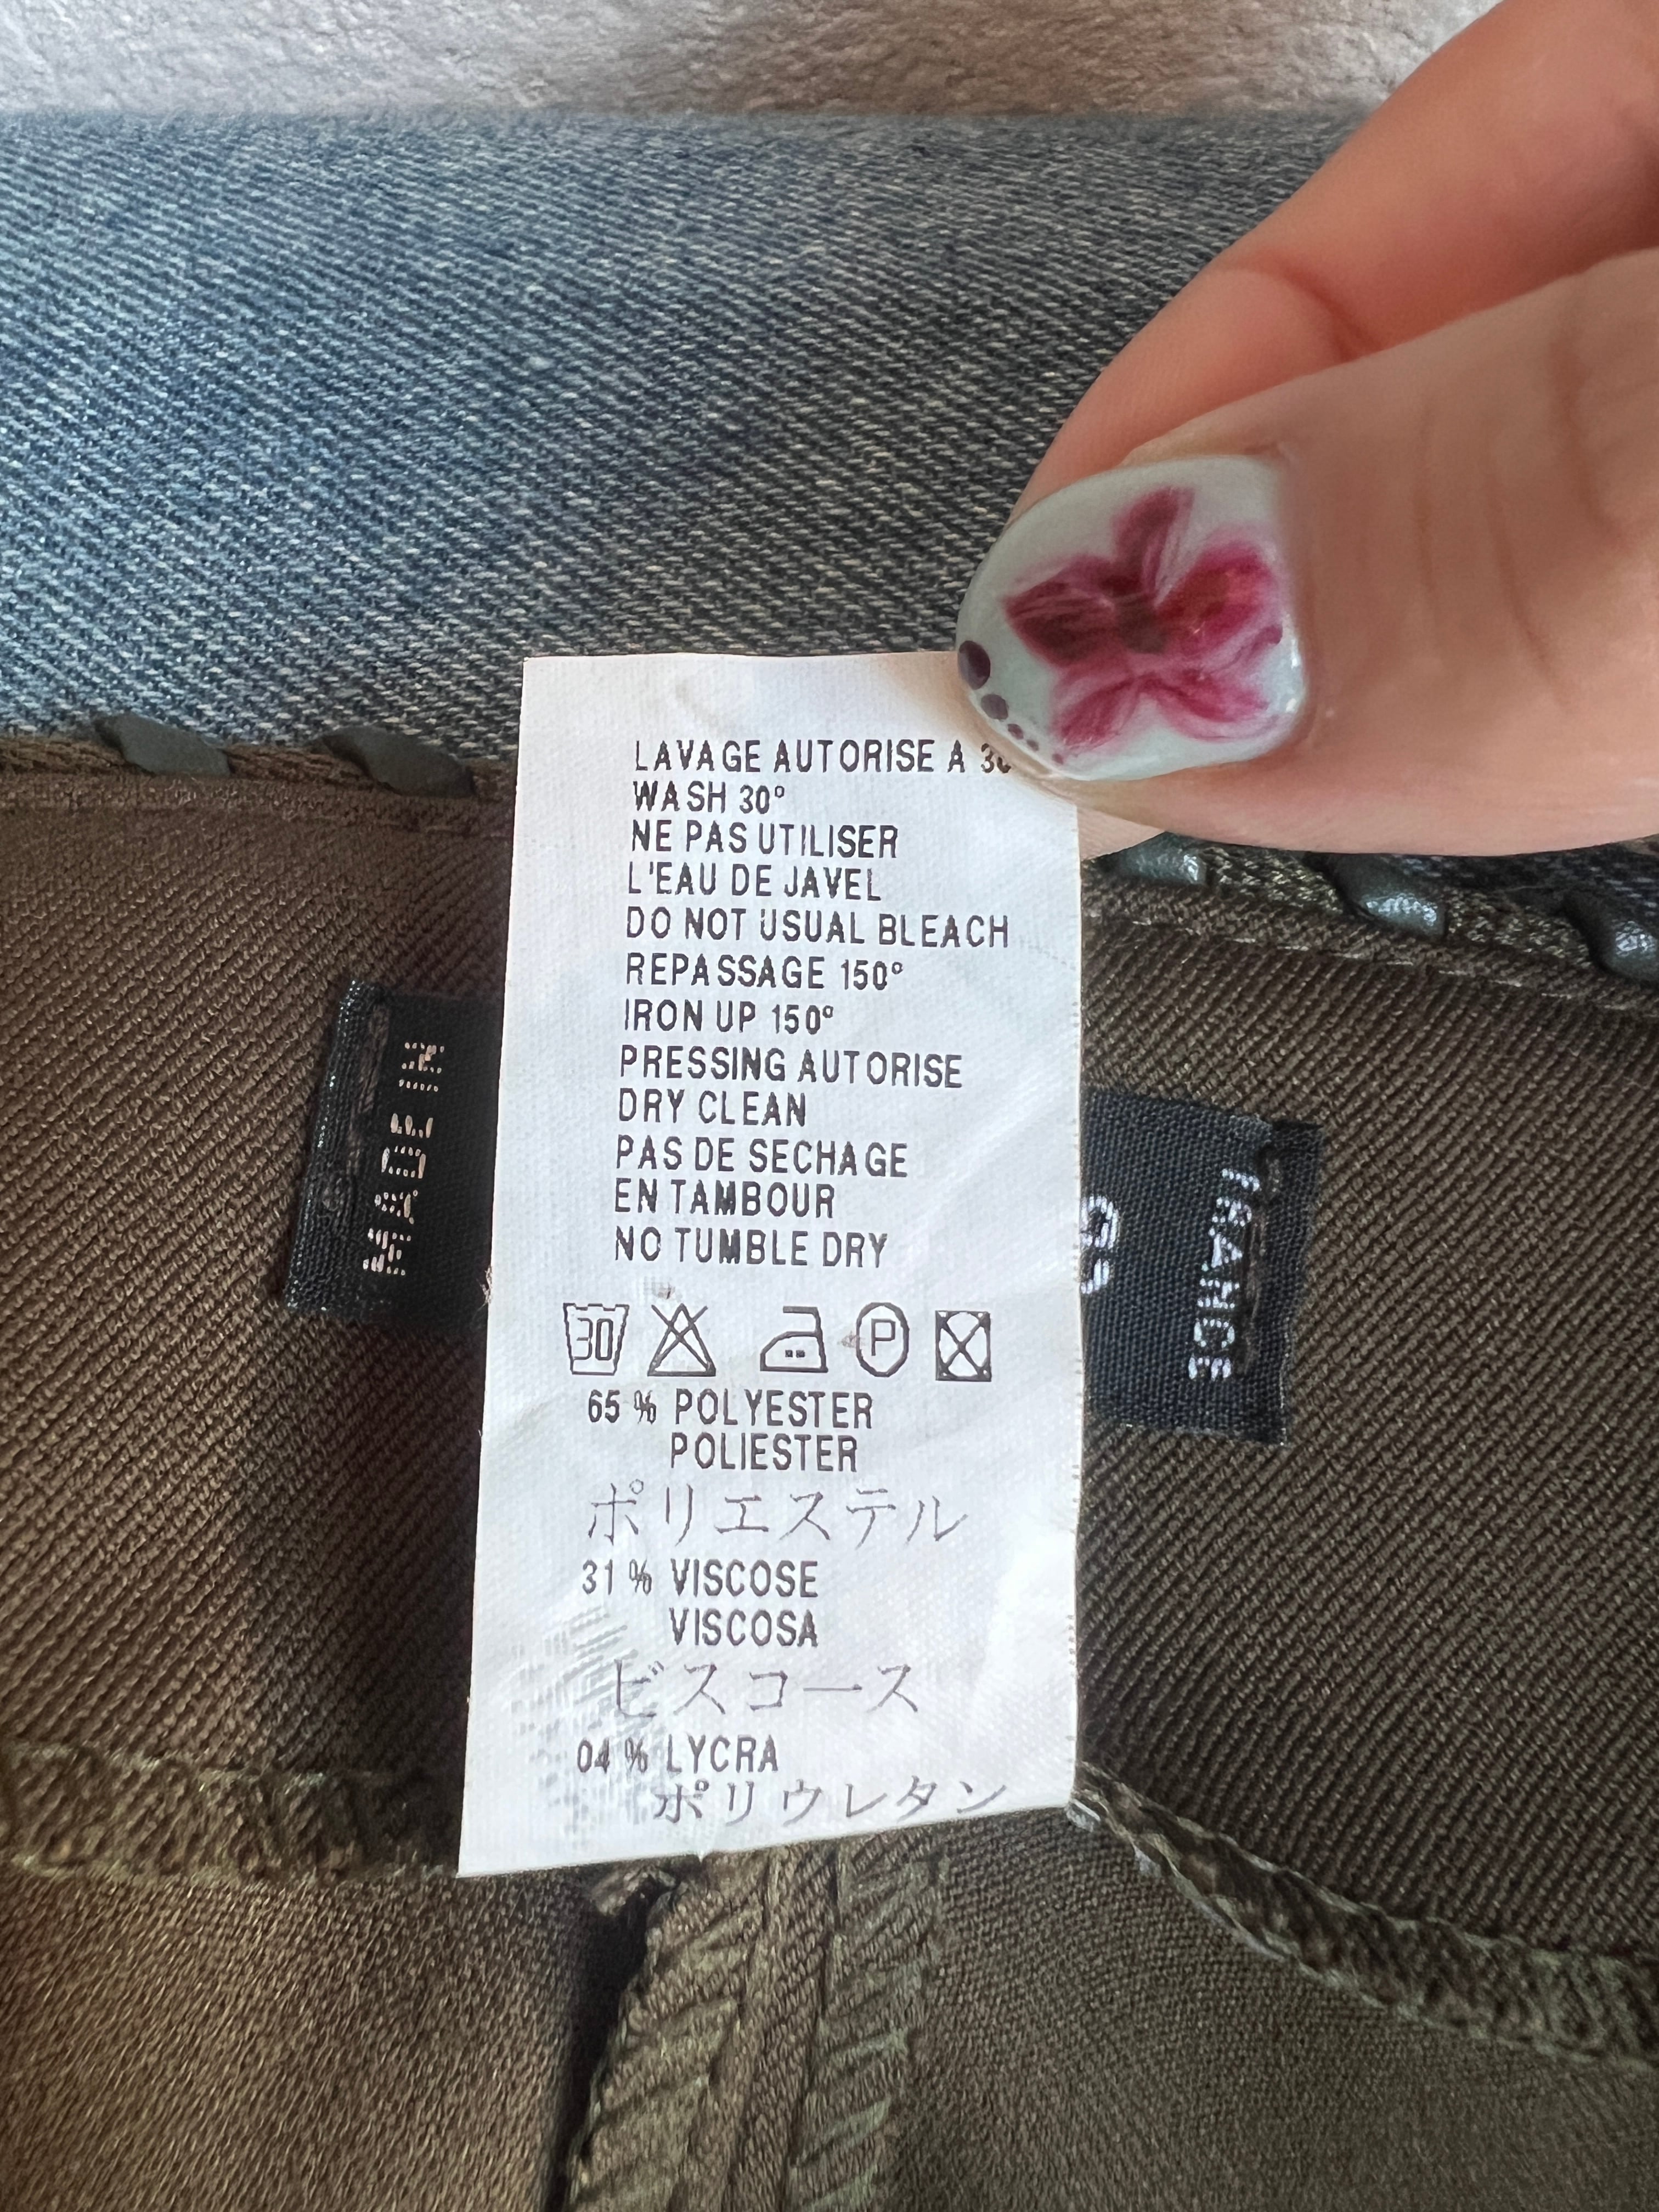 LAVAGE AUTORISE A 30
WASH 30°
NE PAS UTILISER
L'EAU DE JAVEL
DO NOT USUAL BLEACH
REPASSAGE 150°
IRON UP 150°
PRESSING AUTORISE
DRY CLEAN
PAS DE SECHAGE
EN TAMBOUR
NO TUMBLE DRY
30 P
65 % POLYESTER
POLIESTER
ポリエステル
31 % VISCOSE
VISCOSA
ビスコース
04 % LYCRA
ポリウレタン
MADE IN
FRANCE